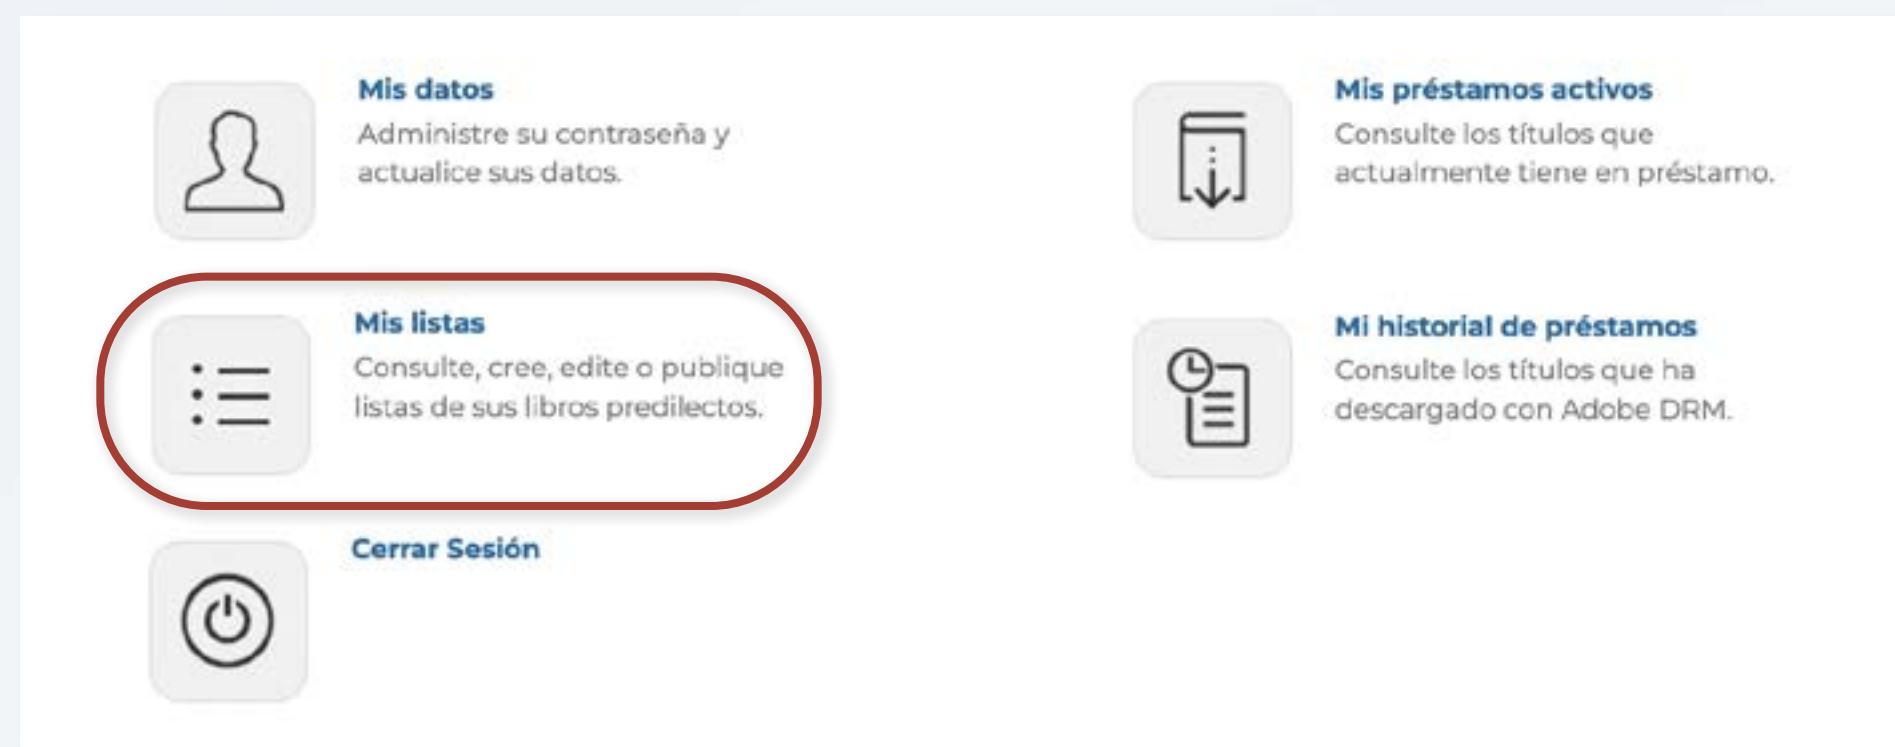 Mis datos
Administre su contraseña y
actualice sus datos.
Mis préstamos activos
Consulte los títulos que
actualmente tiene en préstamo.
Mis listas
Consulte, cree, edite o publique
listas de sus libros predilectos.
Mi historial de préstamos
Consulte los títulos que ha
descargado con Adobe DRM.
Cerrar Sesión